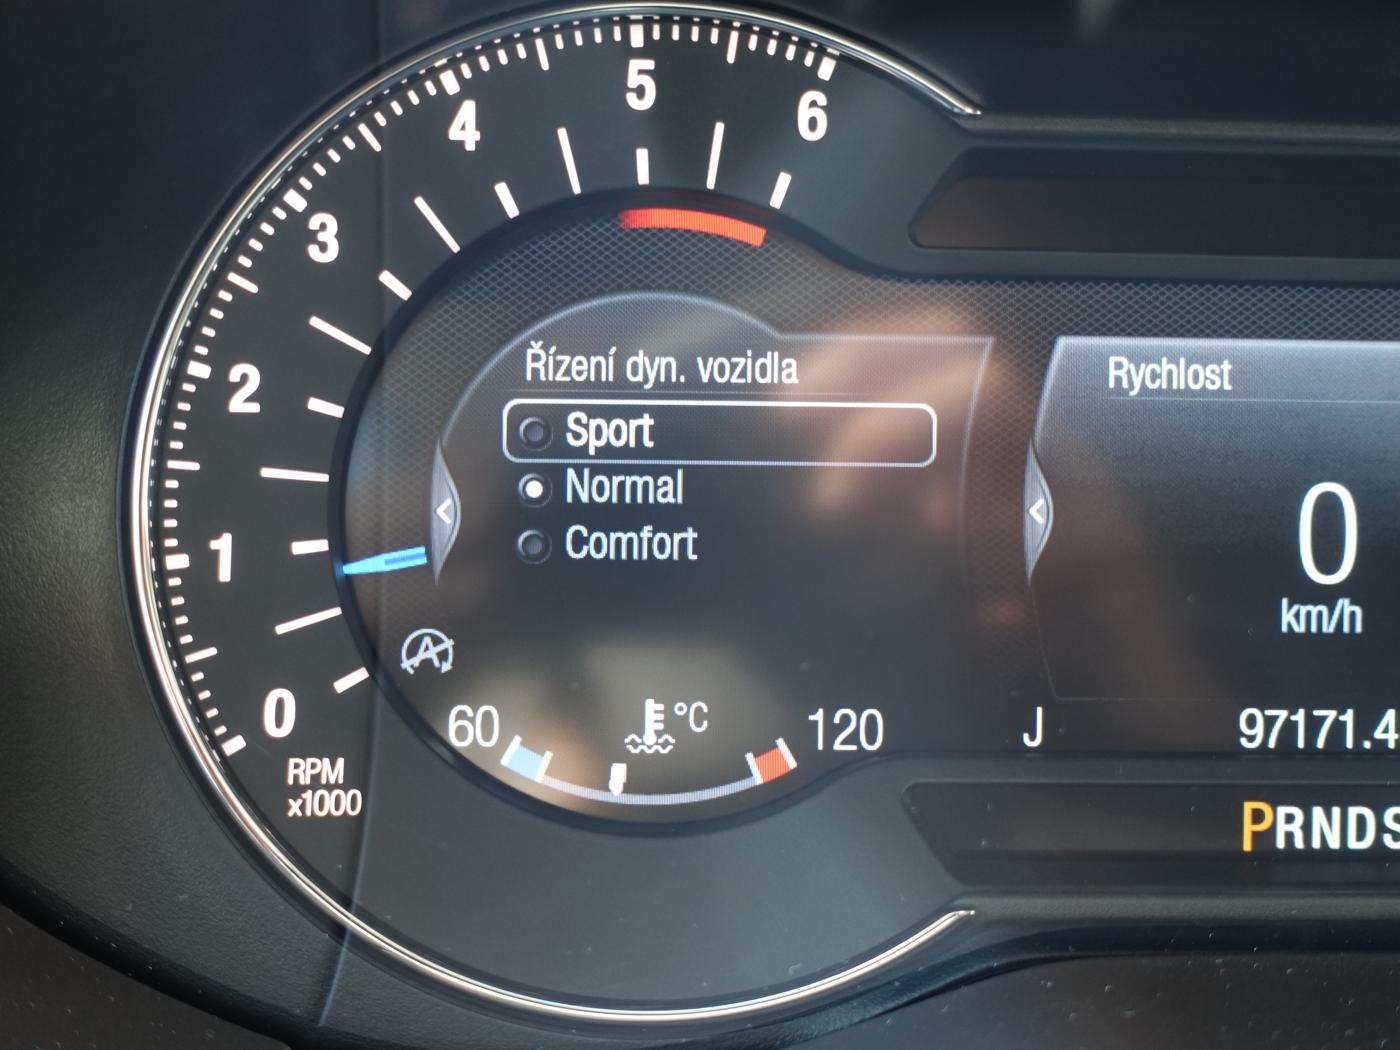 5
4
6
3
2
1
0
RPM
x1000
Řízení dyn. vozidla
Sport
Normal
Comfort
A
60
°C
120
Rychlost
0
km/h
J
97171.4
PRNDS